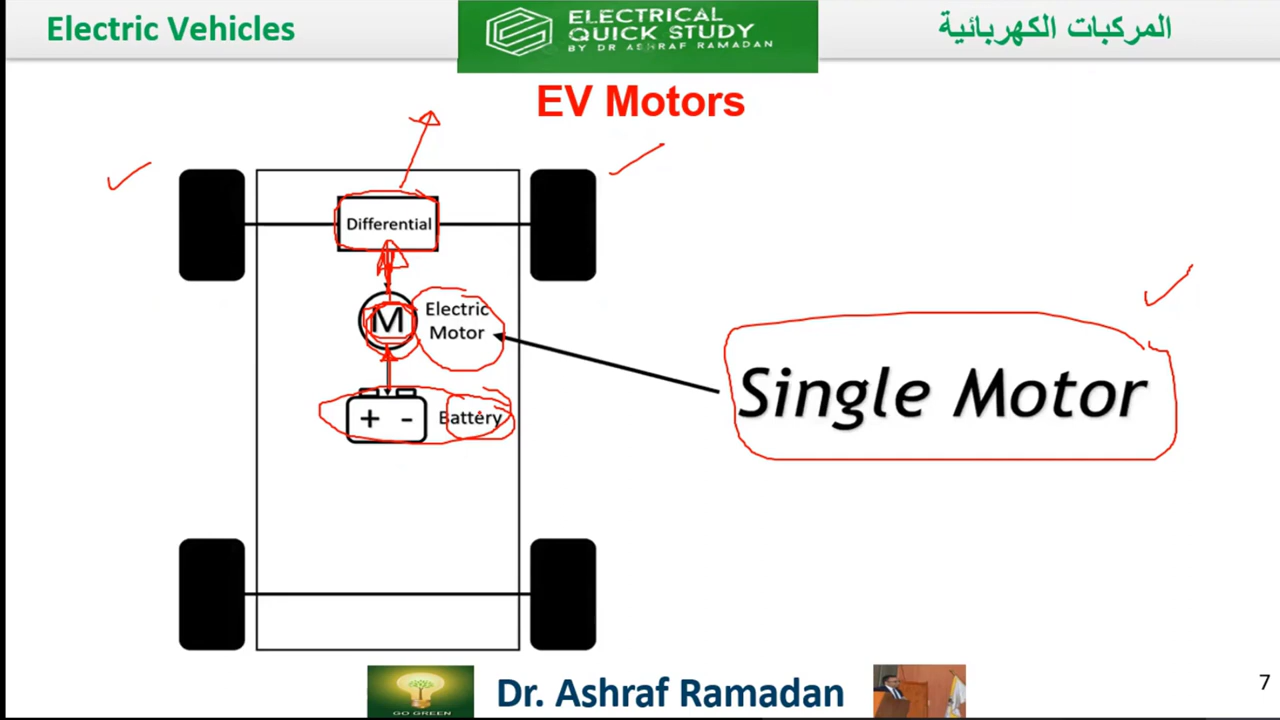 Electric Vehicles
ELECTRICAL
QUICK STUDY
BY DR ASHRAF RAMADAN
المركبات الكهربائية
EV Motors
Differential
M
Electric
Motor
+ -
Battery
Single Motor
GO GREEN
Dr. Ashraf Ramadan
7